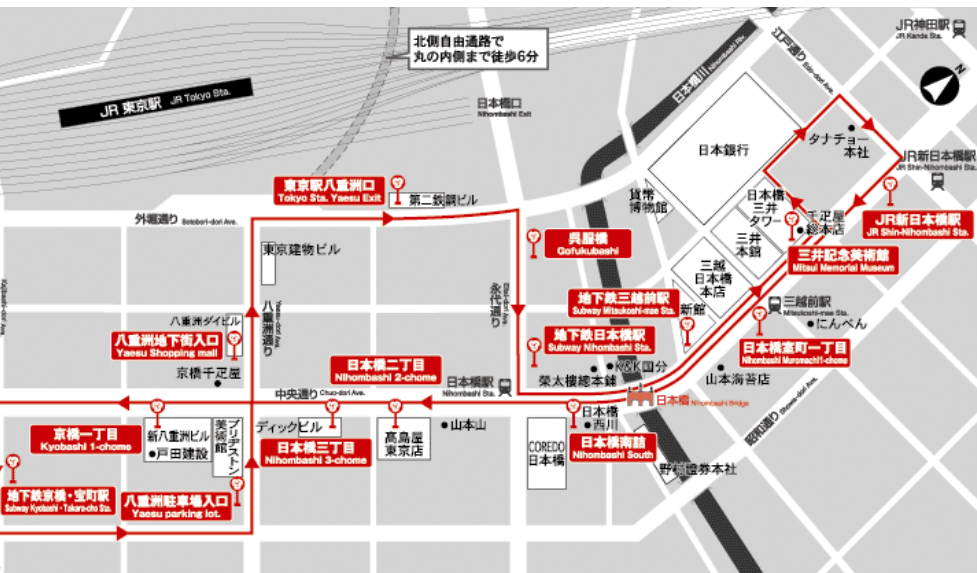 北側自由通路で
丸の内側まで徒歩6分
JR神田駅
JR Kanda Sta.
江戸通り Edo-dori Ave.
日本橋川 Nihombashi Riv.
N
JR 東京駅 JR Tokyo Sta.
日本橋口
Nihombashi Exit
日本銀行
タナチョー
本社
JR新日本橋駅
JR Shin-Nihombashi Sta.
東京駅八重洲口
Tokyo Sta. Yaesu Exit
第二鉄鋼ビル
貨幣
博物館
日本橋
三井
タワー
千疋屋
総本店
JR新日本橋駅
JR Shin-Nihombashi Sta.
外堀通り Sotobori-dori Ave.
呉服橋
Gofukubashi
三井
本館
三井記念美術館
Mitsui Memorial Museum
東京建物ビル
三越
日本橋
本店
永代通り
Eitai-dori Ave.
地下鉄三越前駅
Subway Mitsukoshi-mae Sta.
新館
三越前駅
Mitsukoshi-mae Sta.
にんべん
八重洲通り
Yaesu-dori Ave.
八重洲ダイビル
八重洲地下街入口
Yaesu Shopping mall
地下鉄日本橋駅
Subway Nihombashi Sta.
日本橋室町一丁目
Nihombashi Muromachi1-chome
京橋千疋屋
日本橋二丁目
Nihombashi 2-chome
日本橋駅
Nihombashi Sta.
K&K国分
榮太樓總本鋪
山本海苔店
中央通り Chuo-dori Ave.
日本橋 Nihombashi Bridge
昭和通り Showa-dori Ave.
京橋一丁目
Kyobashi 1-chome
新八重洲ビル
戸田建設
ブリヂストン
美術館
ディックビル
日本橋三丁目
Nihombashi 3-chome
髙島屋
東京店
山本山
COREDO
日本橋
日本橋
西川
日本橋南詰
Nihombashi South
野村證券本社
地下鉄京橋・宝町駅
Subway Kyobashi・Takara-cho Sta.
八重洲駐車場入口
Yaesu parking lot.